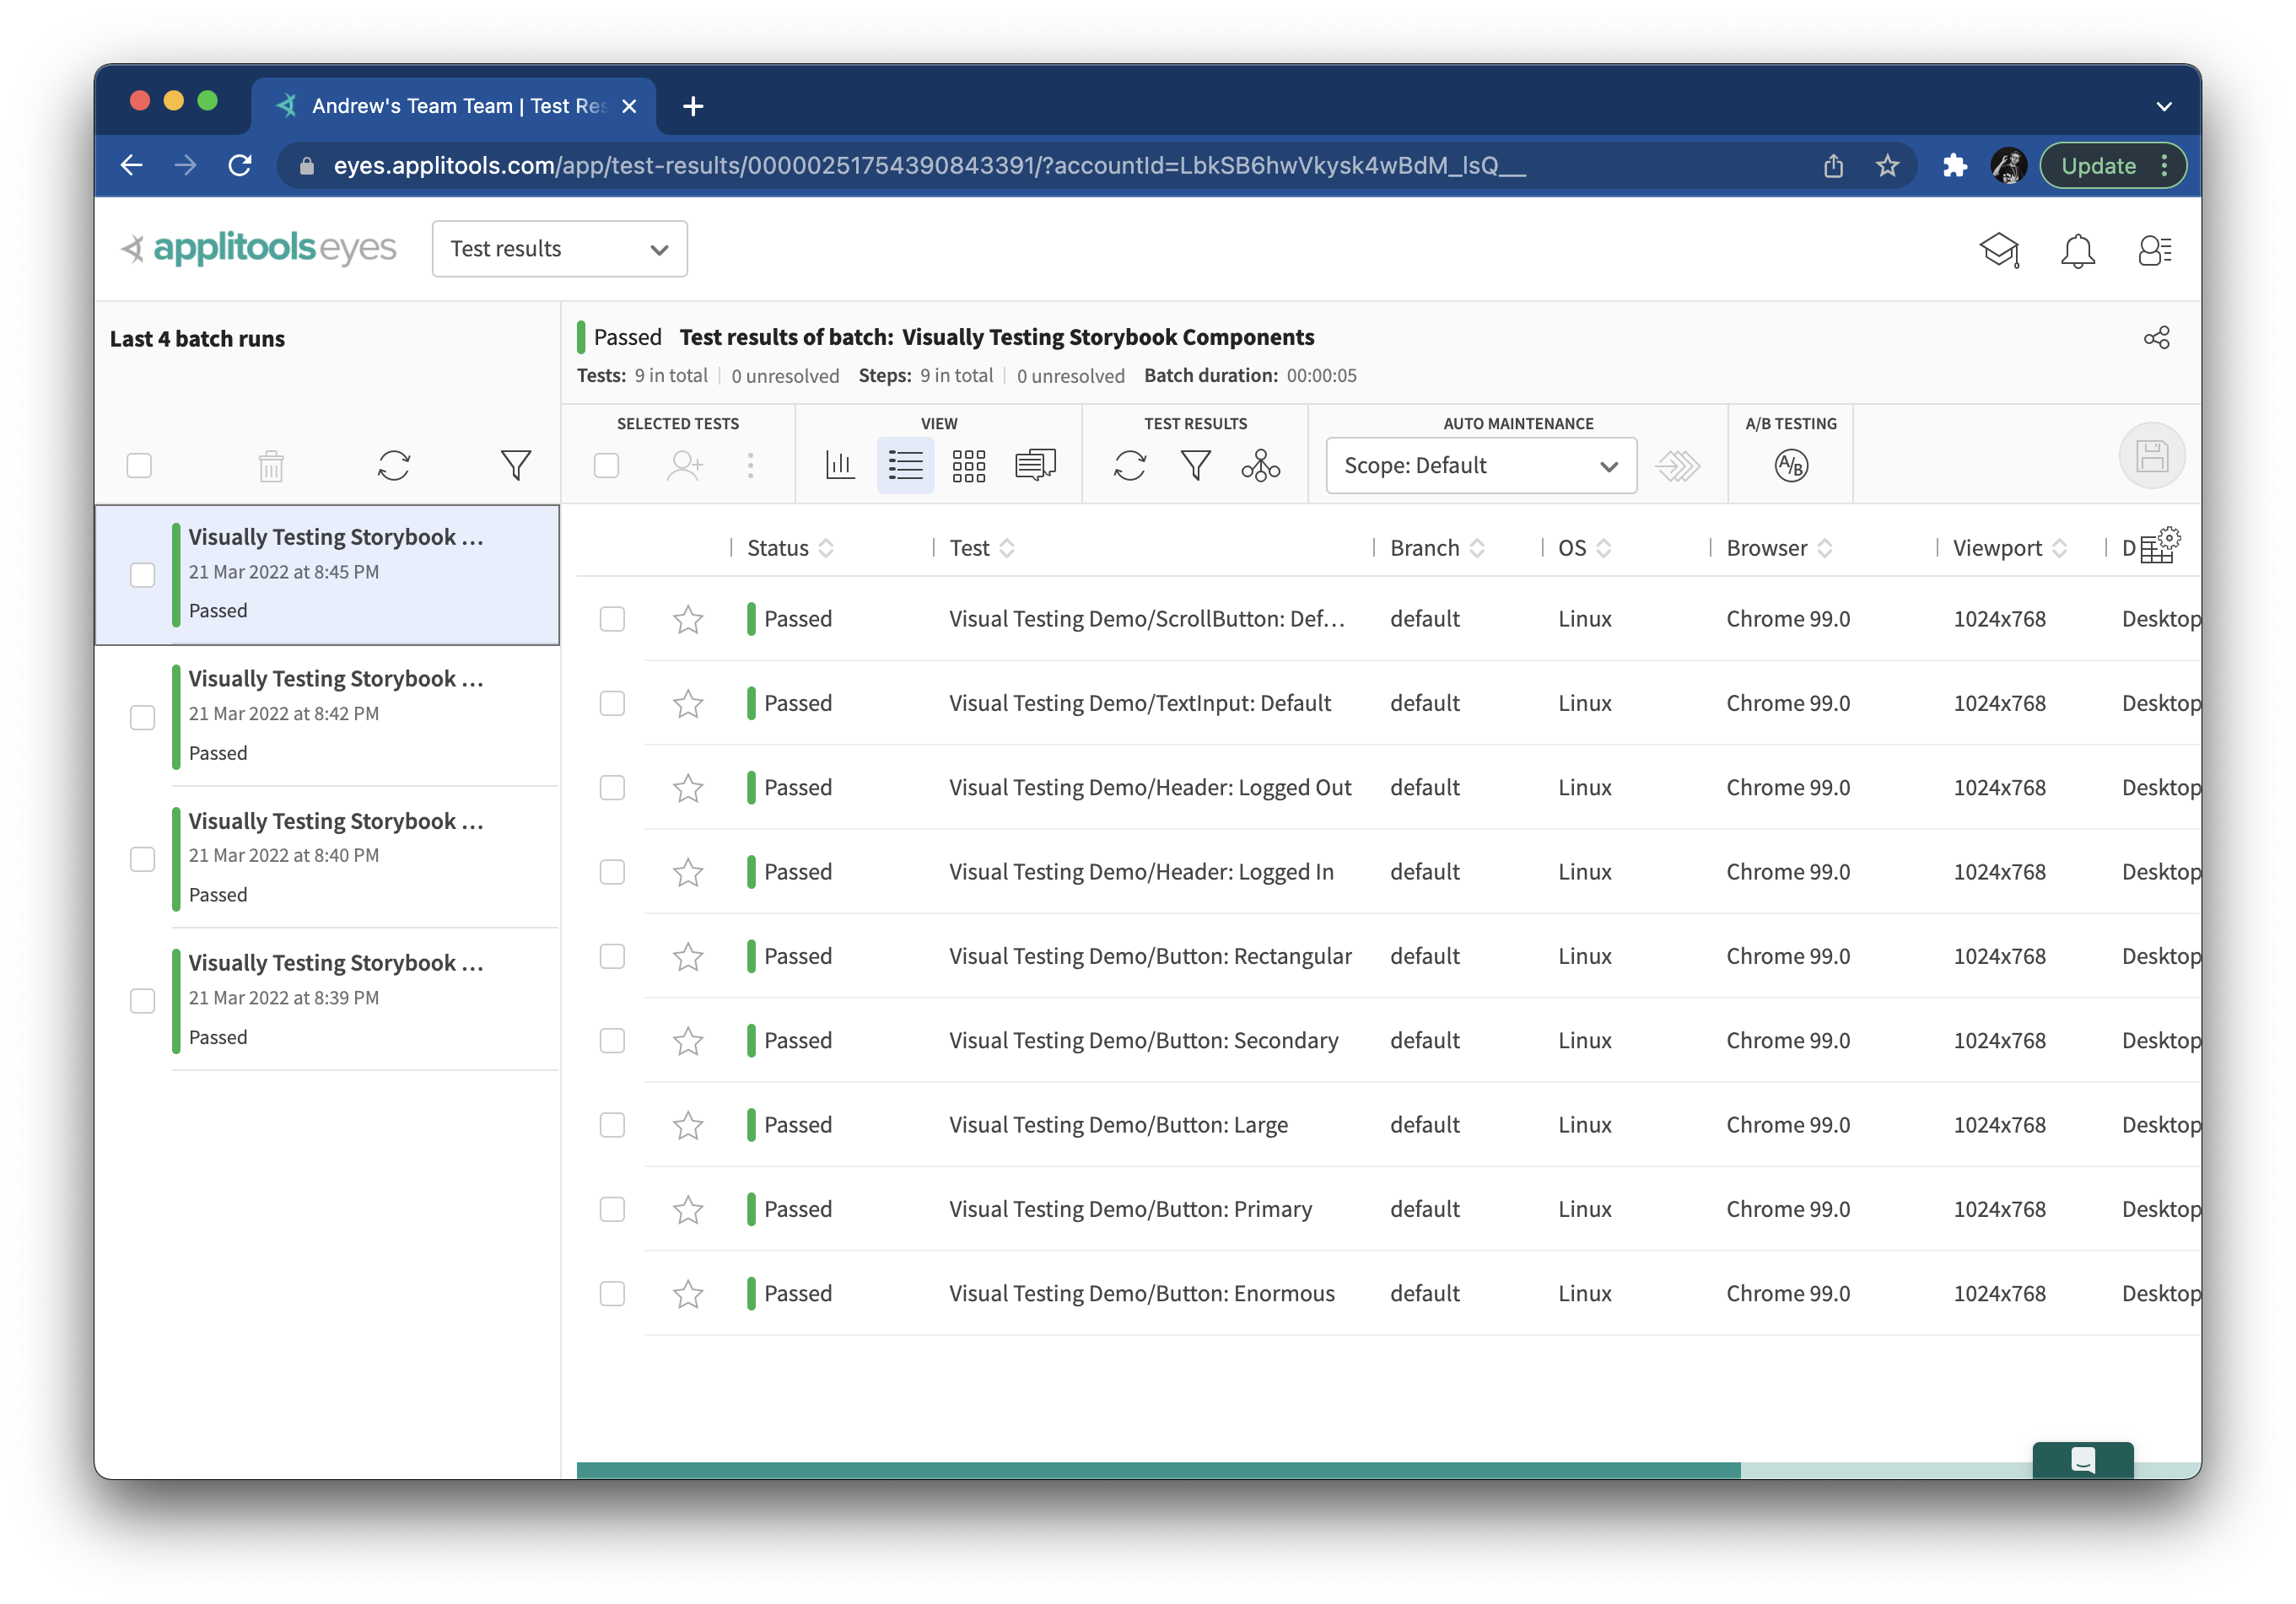 Andrew's Team Team | Test Res
eyes.applitools.com/app/test-results/00000251754390843391/?accountId=LbkSB6hwVkysk4wBdM_lsQ__
Update
applitools eyes
Test results
Last 4 batch runs
Passed Test results of batch: Visually Testing Storybook Components
Tests: 9 in total 0 unresolved Steps: 9 in total 0 unresolved Batch duration: 00:00:05
SELECTED TESTS VIEW TEST RESULTS AUTO MAINTENANCE A/B TESTING
Scope: Default
A/B
Visually Testing Storybook ...
21 Mar 2022 at 8:45 PM
Passed
Visually Testing Storybook ...
21 Mar 2022 at 8:42 PM
Passed
Visually Testing Storybook ...
21 Mar 2022 at 8:40 PM
Passed
Visually Testing Storybook ...
21 Mar 2022 at 8:39 PM
Passed
Status Test Branch OS Browser Viewport D
Passed Visual Testing Demo/ScrollButton: Def... default Linux Chrome 99.0 1024x768 Desktop
Passed Visual Testing Demo/TextInput: Default default Linux Chrome 99.0 1024x768 Desktop
Passed Visual Testing Demo/Header: Logged Out default Linux Chrome 99.0 1024x768 Desktop
Passed Visual Testing Demo/Header: Logged In default Linux Chrome 99.0 1024x768 Desktop
Passed Visual Testing Demo/Button: Rectangular default Linux Chrome 99.0 1024x768 Desktop
Passed Visual Testing Demo/Button: Secondary default Linux Chrome 99.0 1024x768 Desktop
Passed Visual Testing Demo/Button: Large default Linux Chrome 99.0 1024x768 Desktop
Passed Visual Testing Demo/Button: Primary default Linux Chrome 99.0 1024x768 Desktop
Passed Visual Testing Demo/Button: Enormous default Linux Chrome 99.0 1024x768 Desktop